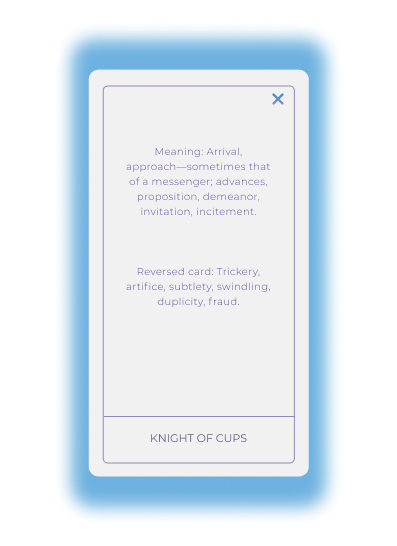 Meaning: Arrival,
approach—sometimes that
of a messenger; advances,
proposition, demeanor,
invitation, incitement.
Reversed card: Trickery,
artifice, subtlety, swindling,
duplicity, fraud.
KNIGHT OF CUPS